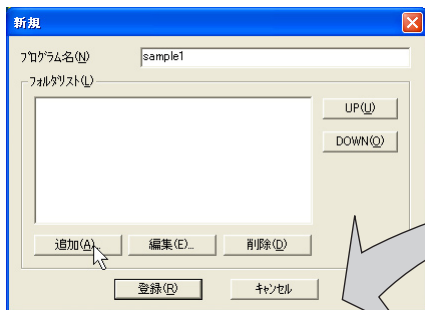 新規
ﾌﾟﾛｸﾞﾗﾑ名(N) sample1
ﾌｫﾙﾀﾞﾘｽﾄ(L)
UP(U)
DOWN(O)
追加(A)... 編集(E)... 削除(D)
登録(R) ｷｬﾝｾﾙ